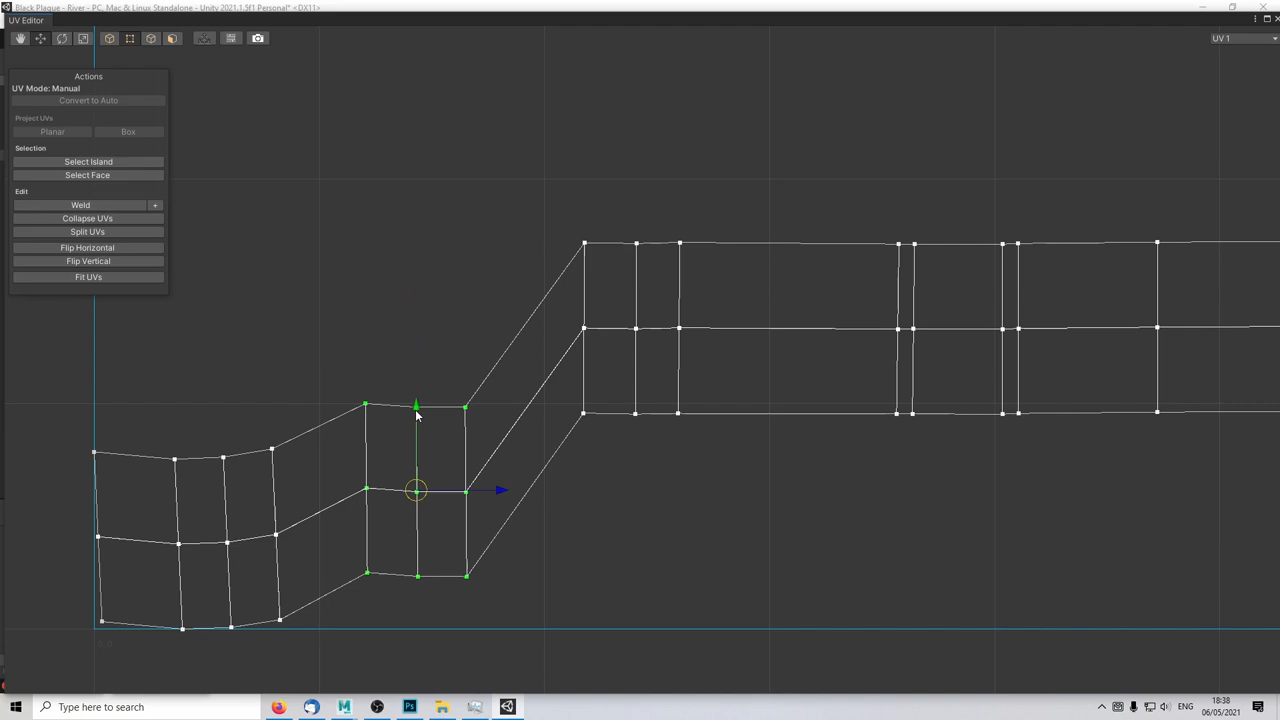 Black Plaque - River - PC, Mac & Linux Standalone - Unity 2021.1.5f1 Personal* <DX11>
UV Editor
UV 1
Actions
UV Mode: Manual
Convert to Auto
Project UVs
Planar Box
Selection
Select Island
Select Face
Edit
Weld +
Collapse UVs
Split UVs
Flip Horizontal
Flip Vertical
Fit UVs
0, 0
Type here to search
ENG
18:38
06/05/2021